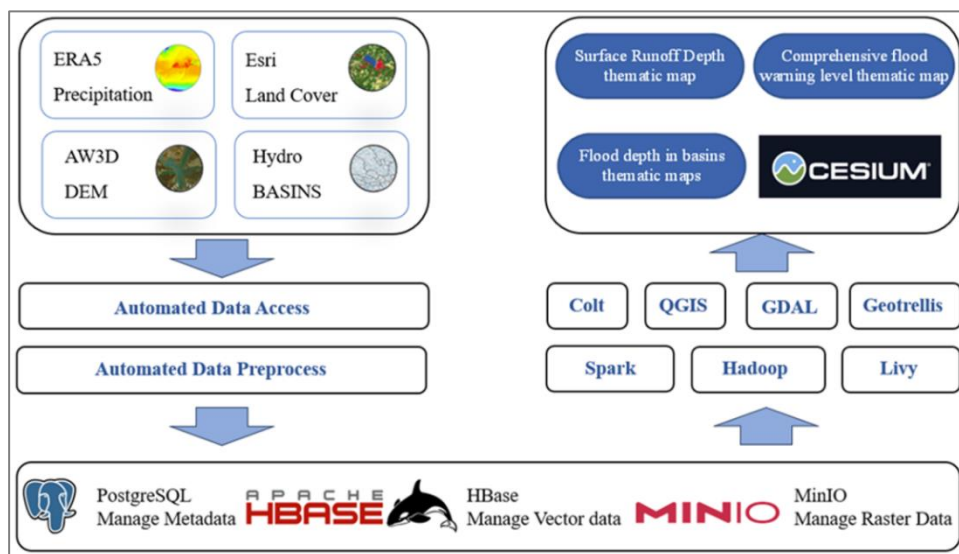 ERA5
Precipitation
Esri
Land Cover
AW3D
DEM
Hydro
BASINS
Automated Data Access
Automated Data Preprocess
Surface Runoff Depth
thematic map
Comprehensive flood
warning level thematic map
Flood depth in basins
thematic maps
CESIUM®
Colt
QGIS
GDAL
Geotrellis
Spark
Hadoop
Livy
PostgreSQL
Manage Metadata
APACHE
HBASE
HBase
Manage Vector data
MINIO
MinIO
Manage Raster Data